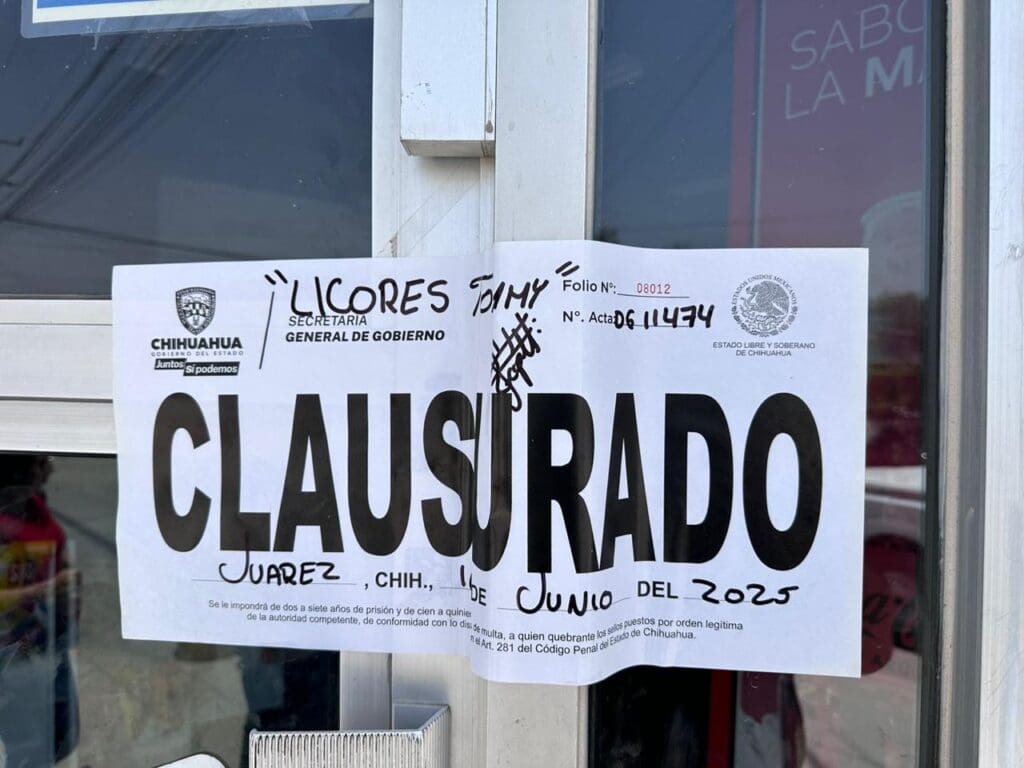 SABO
LA MA
"LICORES TOMMY"
Folio Nº: 08012
Nº. Acta: DG 11474
SECRETARIA
GENERAL DE GOBIERNO
CHIHUAHUA
GOBIERNO DEL ESTADO
Juntos Sí podemos
ESTADOS UNIDOS MEXICANOS
ESTADO LIBRE Y SOBERANO
DE CHIHUAHUA
CLAUSURADO
JUAREZ, CHIH., DE JUNIO DEL 2025
Se le impondrá de dos a siete años de prisión y de cien a quinie de multa, a quien quebrante los sellos puestos por orden legítima
de la autoridad competente, de conformidad con lo dis n el Art. 281 del Código Penal del Estado de Chihuahua.